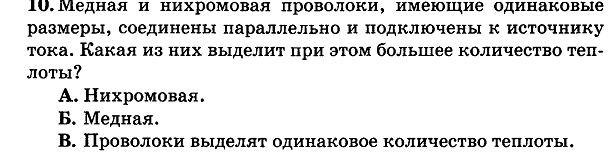 10. Медная и нихромовая проволоки, имеющие одинаковые
размеры, соединены параллельно и подключены к источнику
тока. Какая из них выделит при этом большее количество теп-
лоты?
А. Нихромовая.
Б. Медная.
В. Проволоки выделят одинаковое количество теплоты.